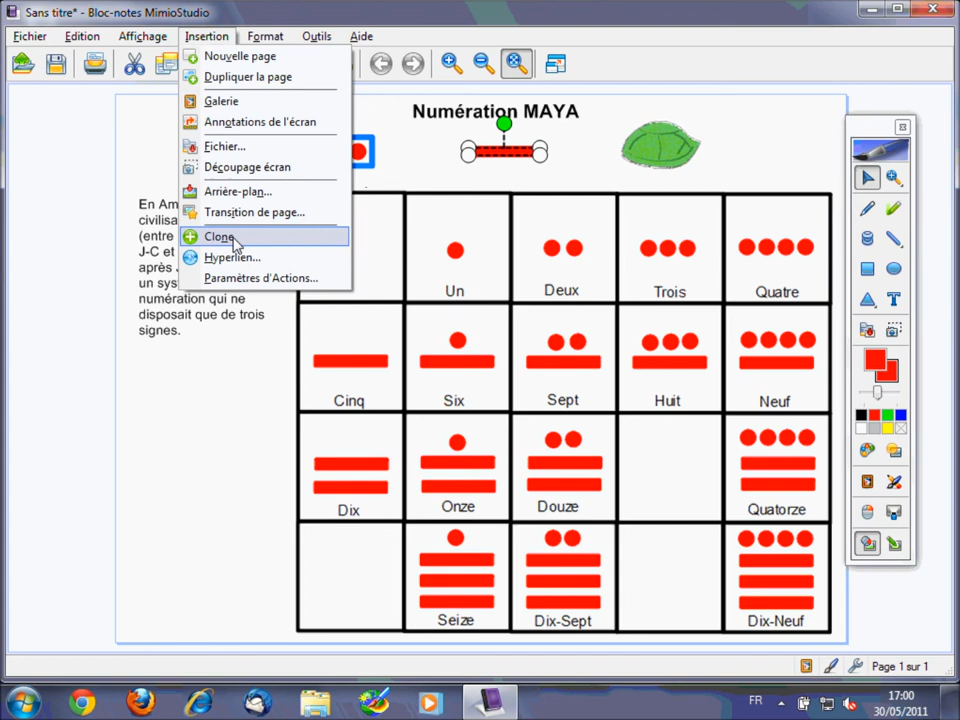 Sans titre* - Bloc-notes MimioStudio
Fichier Edition Affichage Insertion Format Outils Aide
Nouvelle page
Dupliquer la page
Galerie
Annotations de l'écran
Fichier...
Découpage écran
Arrière-plan...
Transition de page...
Clone
Hyperlien...
Paramètres d'Actions...
Numération MAYA
En Am
civilisa
(entre
J-C et
après
un sys
numération qui ne
disposait que de trois
signes.
Un Deux Trois Quatre
Cinq Six Sept Huit Neuf
Dix Onze Douze Quatorze
Seize Dix-Sept Dix-Neuf
T
Page 1 sur 1
FR
17:00
30/05/2011